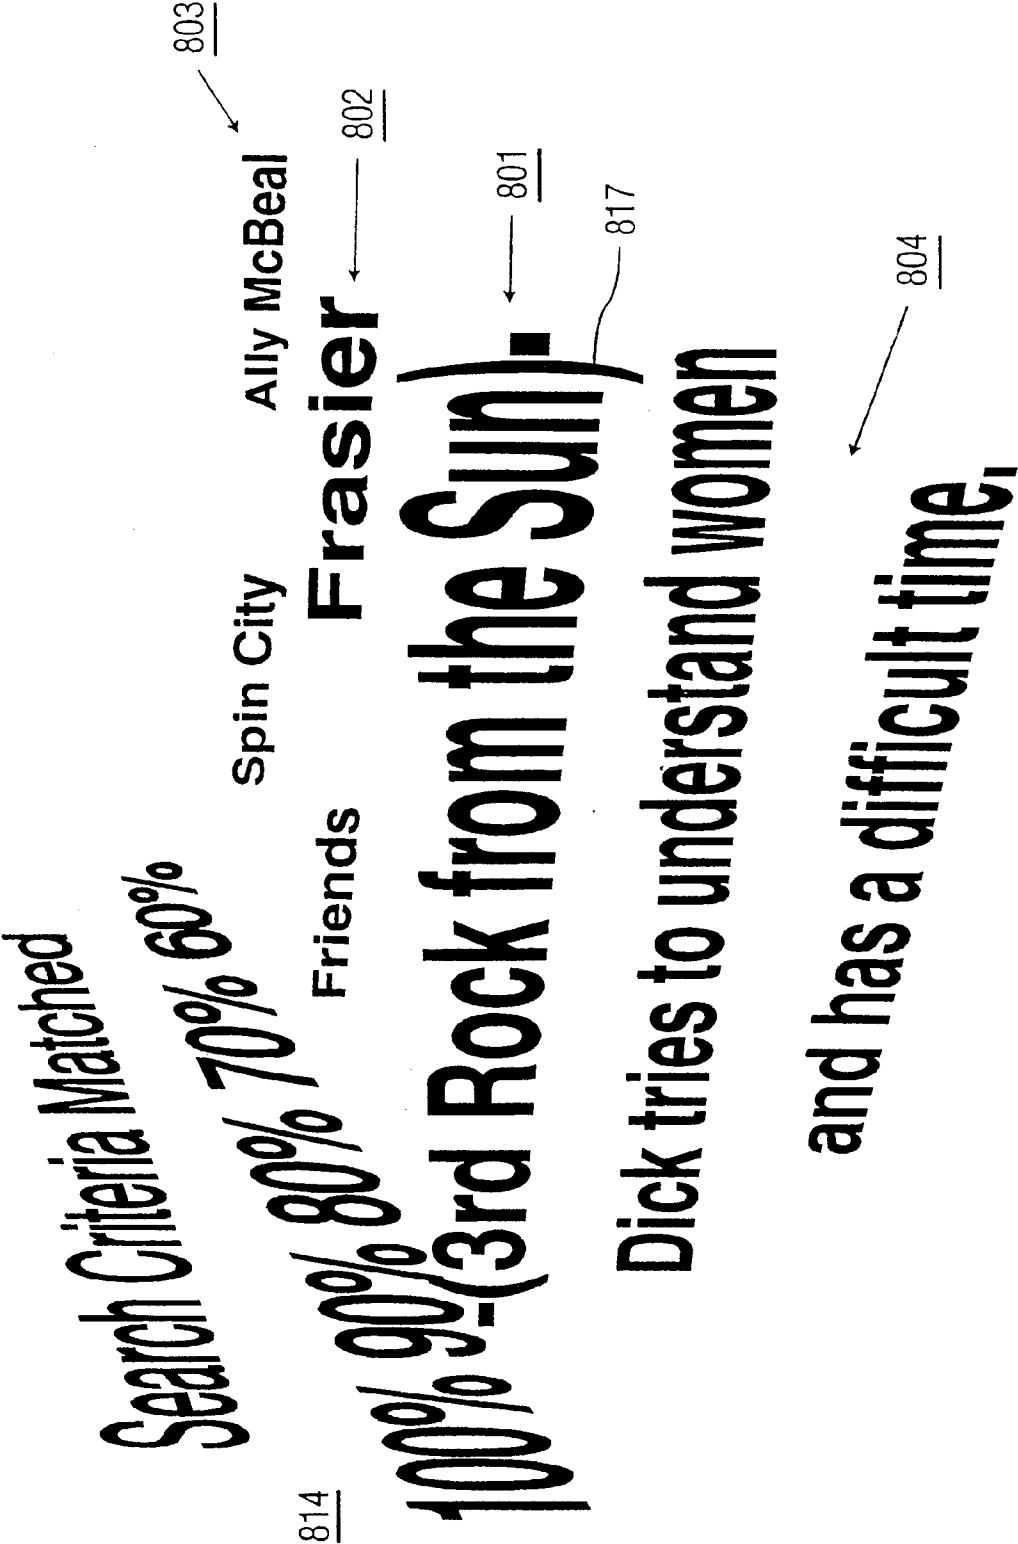 803
802
801
817
804
814
Search Criteria Matched
100% 90% 80% 70% 60%
Spin City
Ally McBeal
Friends
Frasier
-(3rd Rock from the Sun)-
Dick tries to understand women
and has a difficult time,